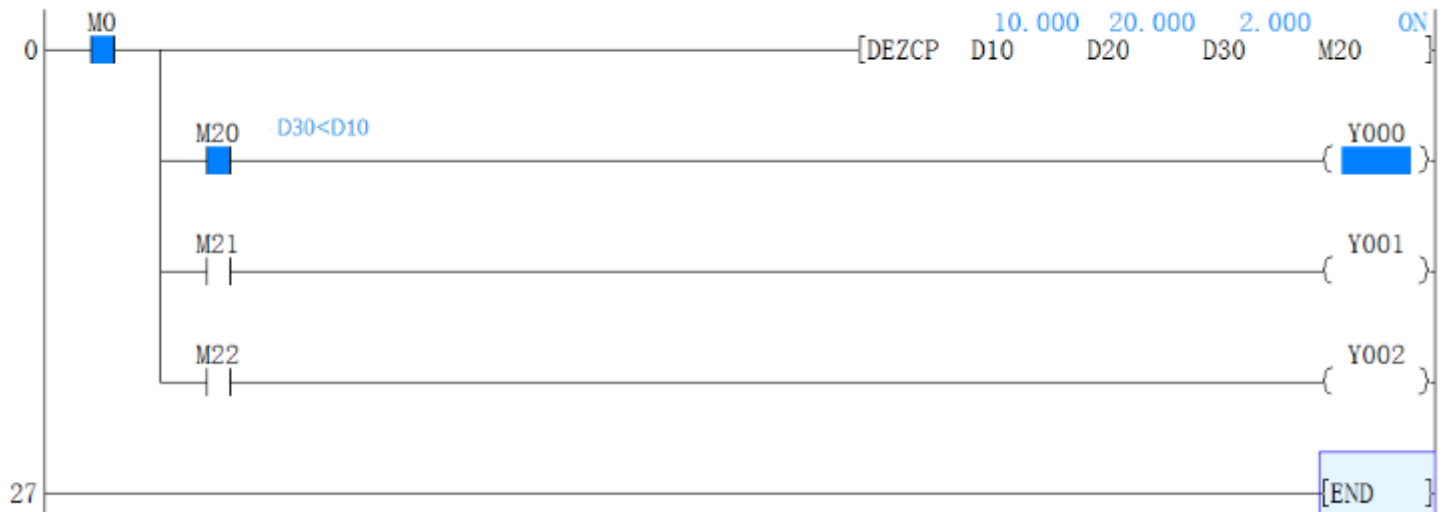 M0 10.000 20.000 2.000 ON
0 [DEZCP D10 D20 D30 M20 ]
M20 D30<D10 Y000
M21 Y001
M22 Y002
27 [END ]